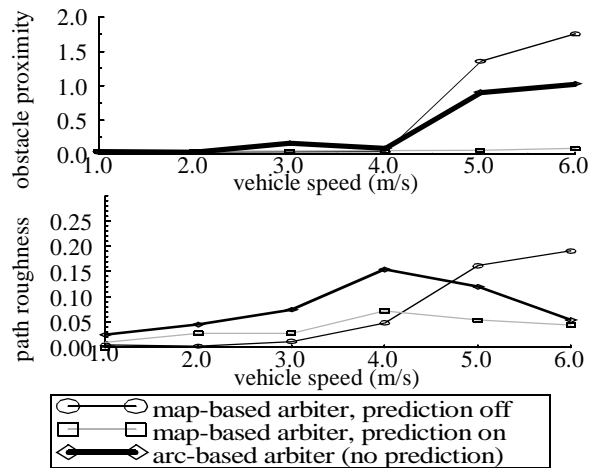 2.0
1.5
1.0
0.5
0.0
obstacle proximity
1.0 2.0 3.0 4.0 5.0 6.0
vehicle speed (m/s)
0.25
0.20
0.15
0.10
0.05
0.00
path roughness
1.0 2.0 3.0 4.0 5.0 6.0
vehicle speed (m/s)
map-based arbiter, prediction off
map-based arbiter, prediction on
arc-based arbiter (no prediction)